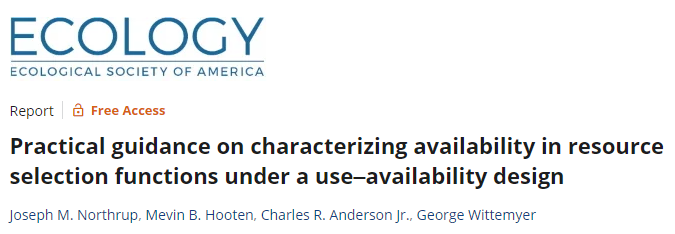 ECOLOGY
ECOLOGICAL SOCIETY OF AMERICA
Report Free Access
Practical guidance on characterizing availability in resource
selection functions under a use–availability design
Joseph M. Northrup, Mevin B. Hooten, Charles R. Anderson Jr., George Wittemyer